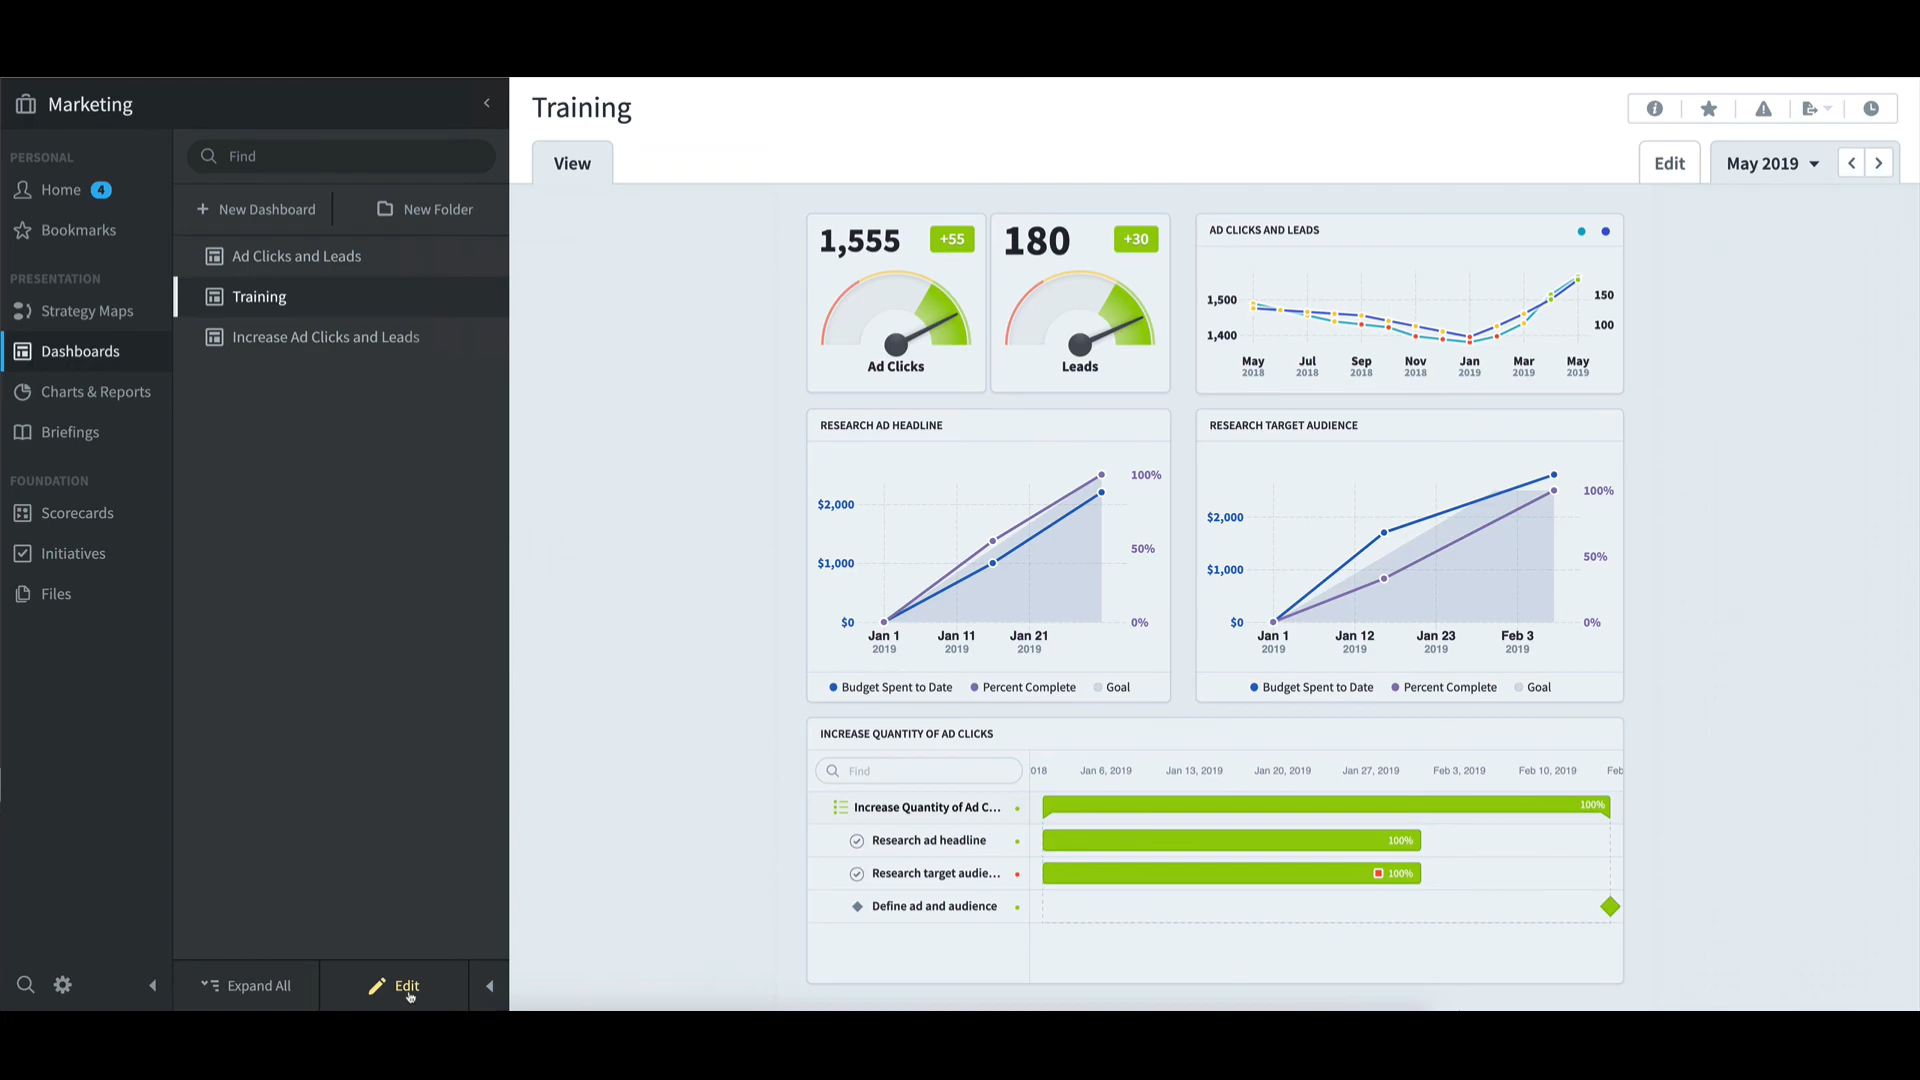 Marketing
PERSONAL
Home 4
Bookmarks
PRESENTATION
Strategy Maps
Dashboards
Charts & Reports
Briefings
FOUNDATION
Scorecards
Initiatives
Files
Find
New Dashboard
New Folder
Ad Clicks and Leads
Training
Increase Ad Clicks and Leads
Expand All
Edit
Training
View
Edit
May 2019
1,555 +55
Ad Clicks
180 +30
Leads
AD CLICKS AND LEADS
1,500
1,400
150
100
May Jul Sep Nov Jan Mar May
2018 2018 2018 2018 2019 2019 2019
RESEARCH AD HEADLINE
$2,000
$1,000
$0
100%
50%
0%
Jan 1 Jan 11 Jan 21
2019 2019 2019
Budget Spent to Date Percent Complete Goal
RESEARCH TARGET AUDIENCE
$2,000
$1,000
$0
100%
50%
0%
Jan 1 Jan 12 Jan 23 Feb 3
2019 2019 2019 2019
Budget Spent to Date Percent Complete Goal
INCREASE QUANTITY OF AD CLICKS
Find
018 Jan 6, 2019 Jan 13, 2019 Jan 20, 2019 Jan 27, 2019 Feb 3, 2019 Feb 10, 2019 Feb
Increase Quantity of Ad C... 100%
Research ad headline 100%
Research target audie... 100%
Define ad and audience